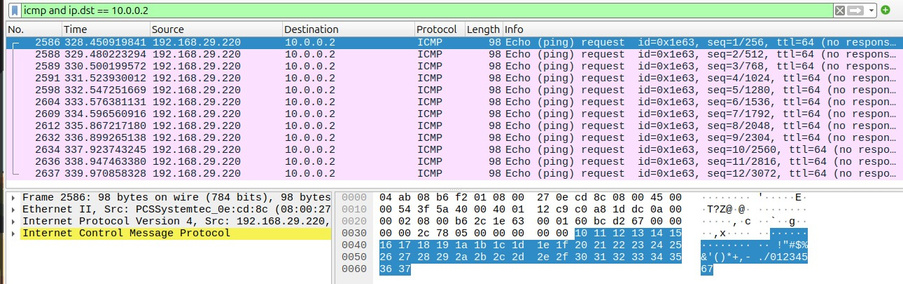 icmp and ip.dst == 10.0.0.2
No. Time Source Destination Protocol Length Info
2586 328.450919841 192.168.29.220 10.0.0.2 ICMP 98 Echo (ping) request id=0x1e63, seq=1/256, ttl=64 (no respons…
2588 329.480223294 192.168.29.220 10.0.0.2 ICMP 98 Echo (ping) request id=0x1e63, seq=2/512, ttl=64 (no respons…
2589 330.500199572 192.168.29.220 10.0.0.2 ICMP 98 Echo (ping) request id=0x1e63, seq=3/768, ttl=64 (no respons…
2591 331.523930012 192.168.29.220 10.0.0.2 ICMP 98 Echo (ping) request id=0x1e63, seq=4/1024, ttl=64 (no respon…
2598 332.547251669 192.168.29.220 10.0.0.2 ICMP 98 Echo (ping) request id=0x1e63, seq=5/1280, ttl=64 (no respon…
2604 333.576381131 192.168.29.220 10.0.0.2 ICMP 98 Echo (ping) request id=0x1e63, seq=6/1536, ttl=64 (no respon…
2609 334.596560916 192.168.29.220 10.0.0.2 ICMP 98 Echo (ping) request id=0x1e63, seq=7/1792, ttl=64 (no respon…
2612 335.867217180 192.168.29.220 10.0.0.2 ICMP 98 Echo (ping) request id=0x1e63, seq=8/2048, ttl=64 (no respon…
2632 336.899265138 192.168.29.220 10.0.0.2 ICMP 98 Echo (ping) request id=0x1e63, seq=9/2304, ttl=64 (no respon…
2634 337.923743245 192.168.29.220 10.0.0.2 ICMP 98 Echo (ping) request id=0x1e63, seq=10/2560, ttl=64 (no respo…
2636 338.947463380 192.168.29.220 10.0.0.2 ICMP 98 Echo (ping) request id=0x1e63, seq=11/2816, ttl=64 (no respo…
2637 339.970858328 192.168.29.220 10.0.0.2 ICMP 98 Echo (ping) request id=0x1e63, seq=12/3072, ttl=64 (no respo…
Frame 2586: 98 bytes on wire (784 bits), 98 bytes
Ethernet II, Src: PCSSystemtec_0e:cd:8c (08:00:27
Internet Protocol Version 4, Src: 192.168.29.220,
Internet Control Message Protocol
0000 04 ab 08 b6 f2 01 08 00 27 0e cd 8c 08 00 45 00 ········ '·····E·
0010 00 54 3f 5a 40 00 40 01 12 c9 c0 a8 1d dc 0a 00 ·T?Z@·@· ········
0020 00 02 08 00 b6 2c 1e 63 00 01 60 bc d2 67 00 00 ·····,·c ··`··g··
0030 00 00 2c 78 05 00 00 00 00 00 10 11 12 13 14 15 ··,x···· ········
0040 16 17 18 19 1a 1b 1c 1d 1e 1f 20 21 22 23 24 25 ········ ·· !"#$%
0050 26 27 28 29 2a 2b 2c 2d 2e 2f 30 31 32 33 34 35 &'()*+,- ./012345
0060 36 37 67